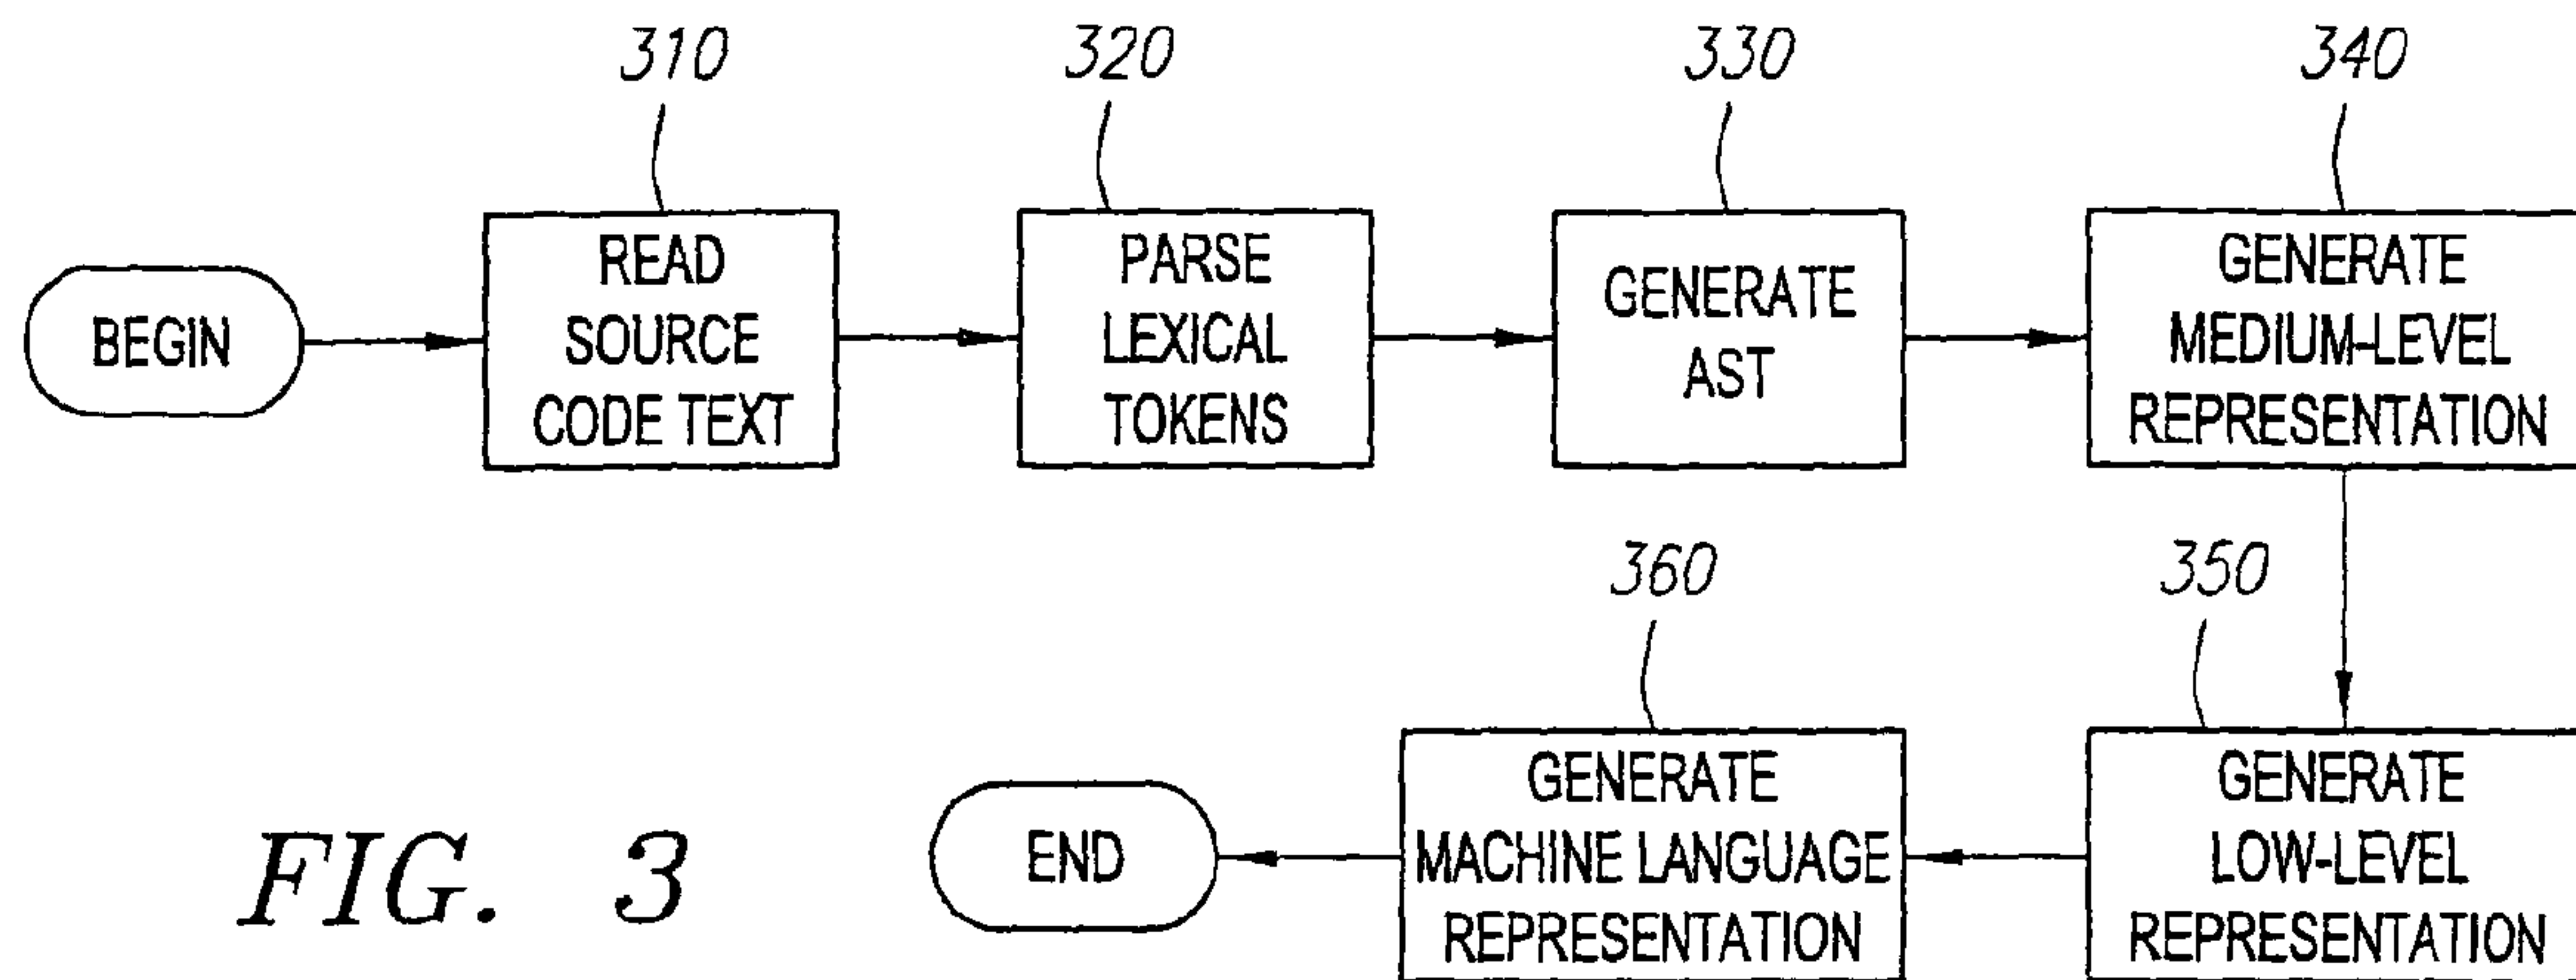 310
320
330
340
BEGIN
READ
SOURCE
CODE TEXT
PARSE
LEXICAL
TOKENS
GENERATE
AST
GENERATE
MEDIUM-LEVEL
REPRESENTATION
350
GENERATE
LOW-LEVEL
REPRESENTATION
360
GENERATE
MACHINE LANGUAGE
REPRESENTATION
END
FIG. 3